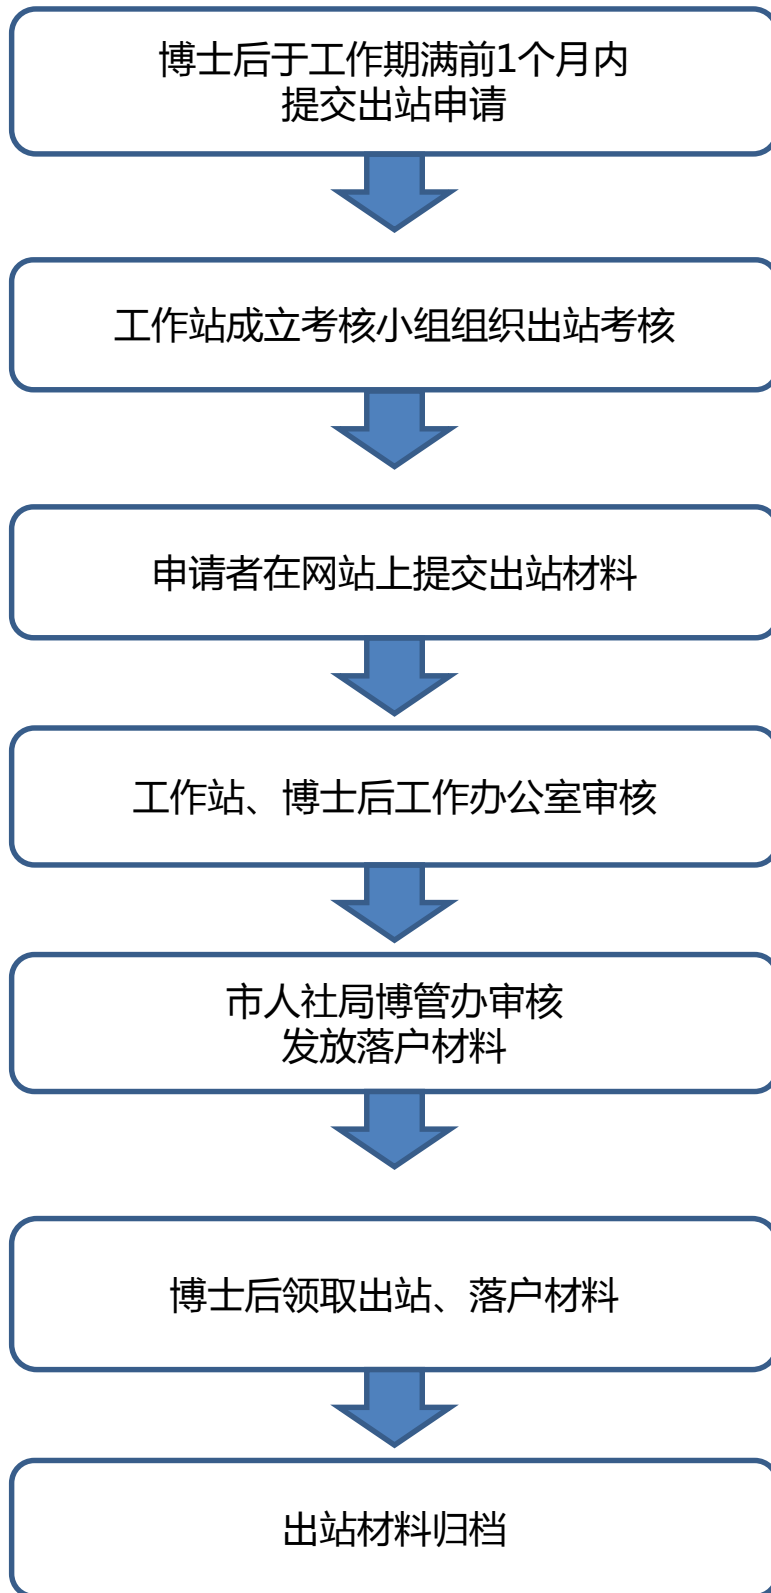 博士后于工作期满前1个月内
提交出站申请
工作站成立考核小组组织出站考核
申请者在网站上提交出站材料
工作站、博士后工作办公室审核
市人社局博管办审核
发放落户材料
博士后领取出站、落户材料
出站材料归档